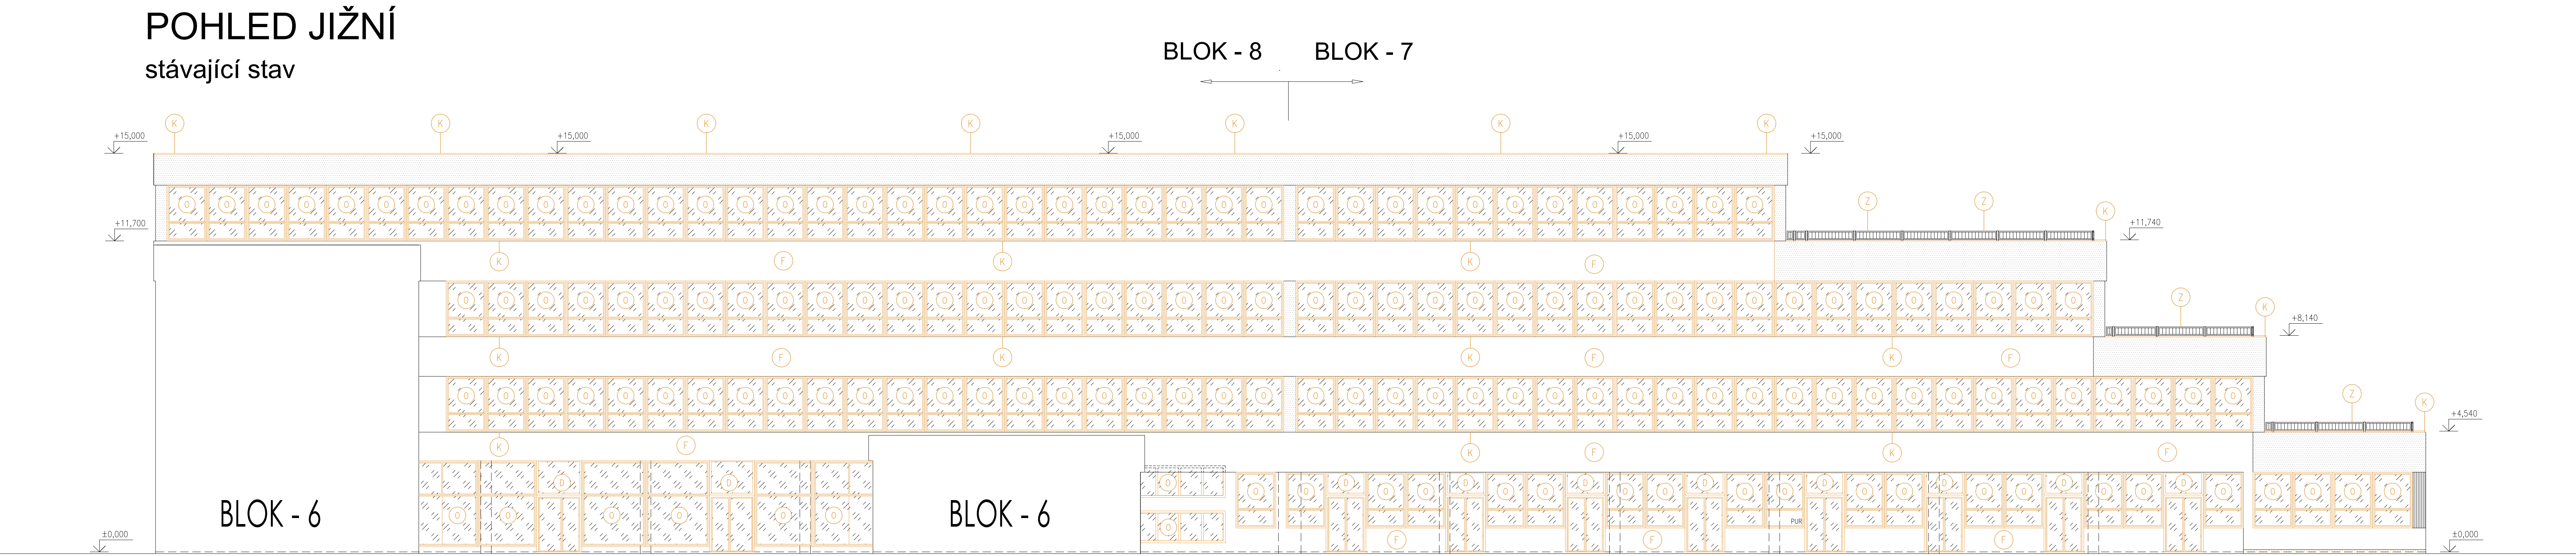 POHLED JIŽNÍ
stávající stav
BLOK - 8 BLOK - 7
K K K K K K K
+15,000 +15,000 +15,000 +15,000 +15,000
O O O O O O O O O O O O O O O O O O O O O O O O O O O O O O O O O O O O O O O O
Z Z K
+11,700 +11,740
K F K K F
O O O O O O O O O O O O O O O O O O O O O O O O O O O O O O O O O O O O O O O O O
Z K
+8,140
K F K K F K F
O O O O O O O O O O O O O O O O O O O O O O O O O O O O O O O O O O O O O O O O O O O O O
Z K
+4,540
K F K F K F
D D O D D D D D D D D
O O O O O O O O O O O O O O O O O O O O O
O O O O O O O
PUR
BLOK - 6 BLOK - 6
F F F
±0,000 ±0,000